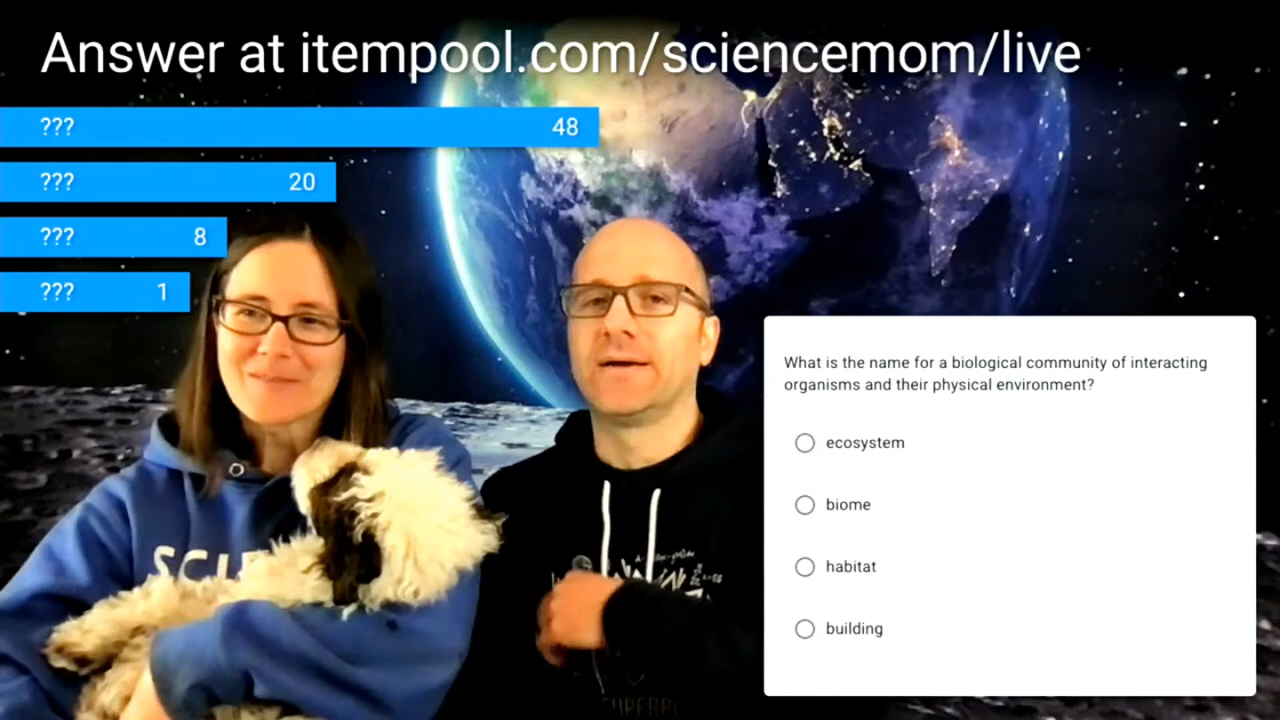 Answer at itempool.com/sciencemom/live
??? 48
??? 20
??? 8
??? 1
What is the name for a biological community of interacting
organisms and their physical environment?
ecosystem
biome
habitat
building